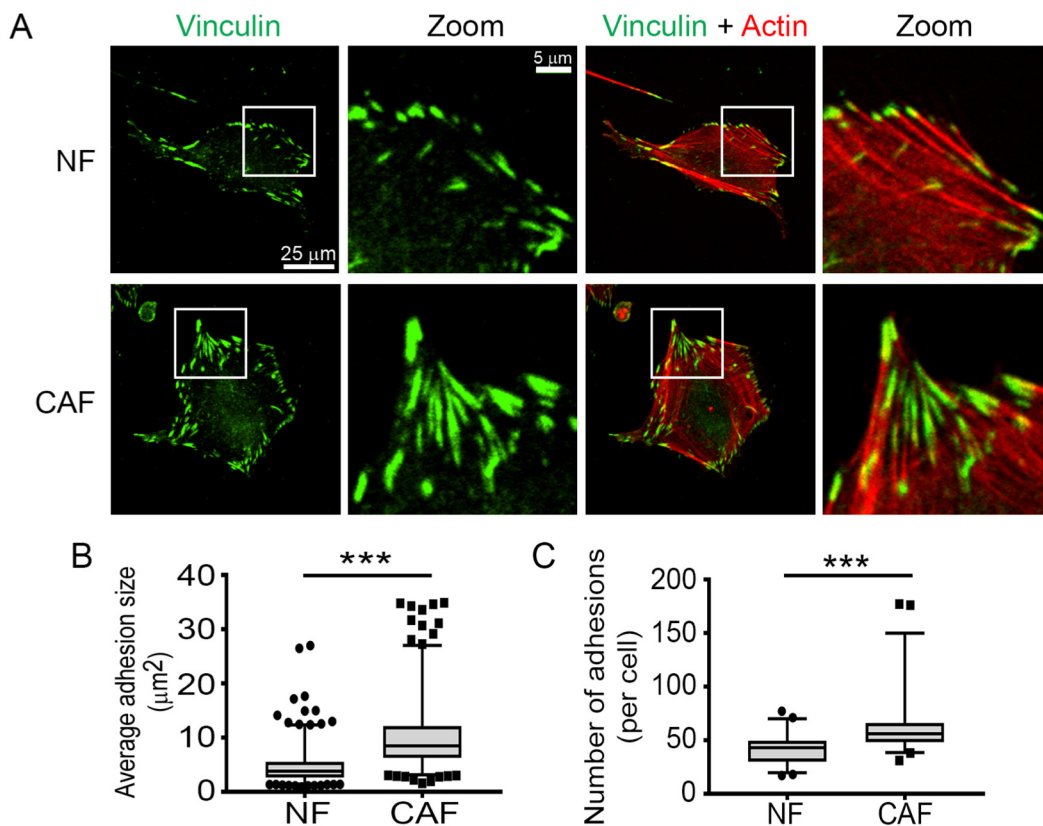 A
Vinculin
Zoom
Vinculin + Actin
Zoom
5 μm
NF
25 μm
CAF
B
Average adhesion size
(μm2)
***
40
30
20
10
0
NF
CAF
C
Number of adhesions
(per cell)
***
200
150
100
50
0
NF
CAF